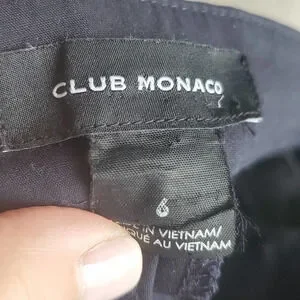 CLUB MONACO
6
IN VIETNAM/
AU VIETNAM